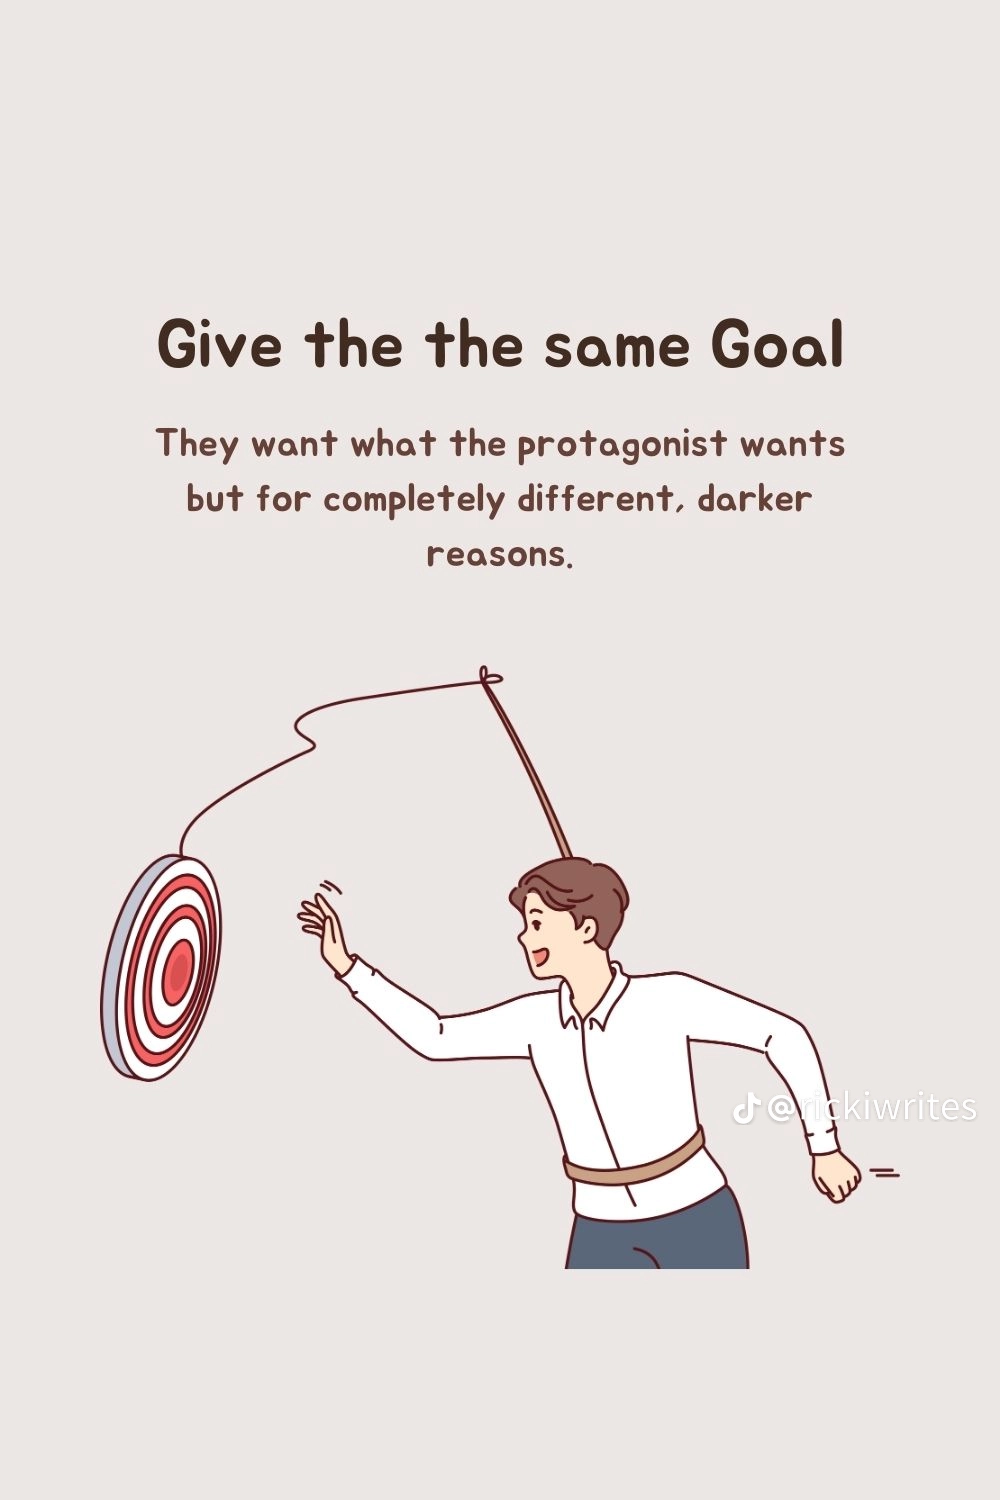 Give the the same Goal
They want what the protagonist wants
but for completely different, darker
reasons.
@rickiwrites